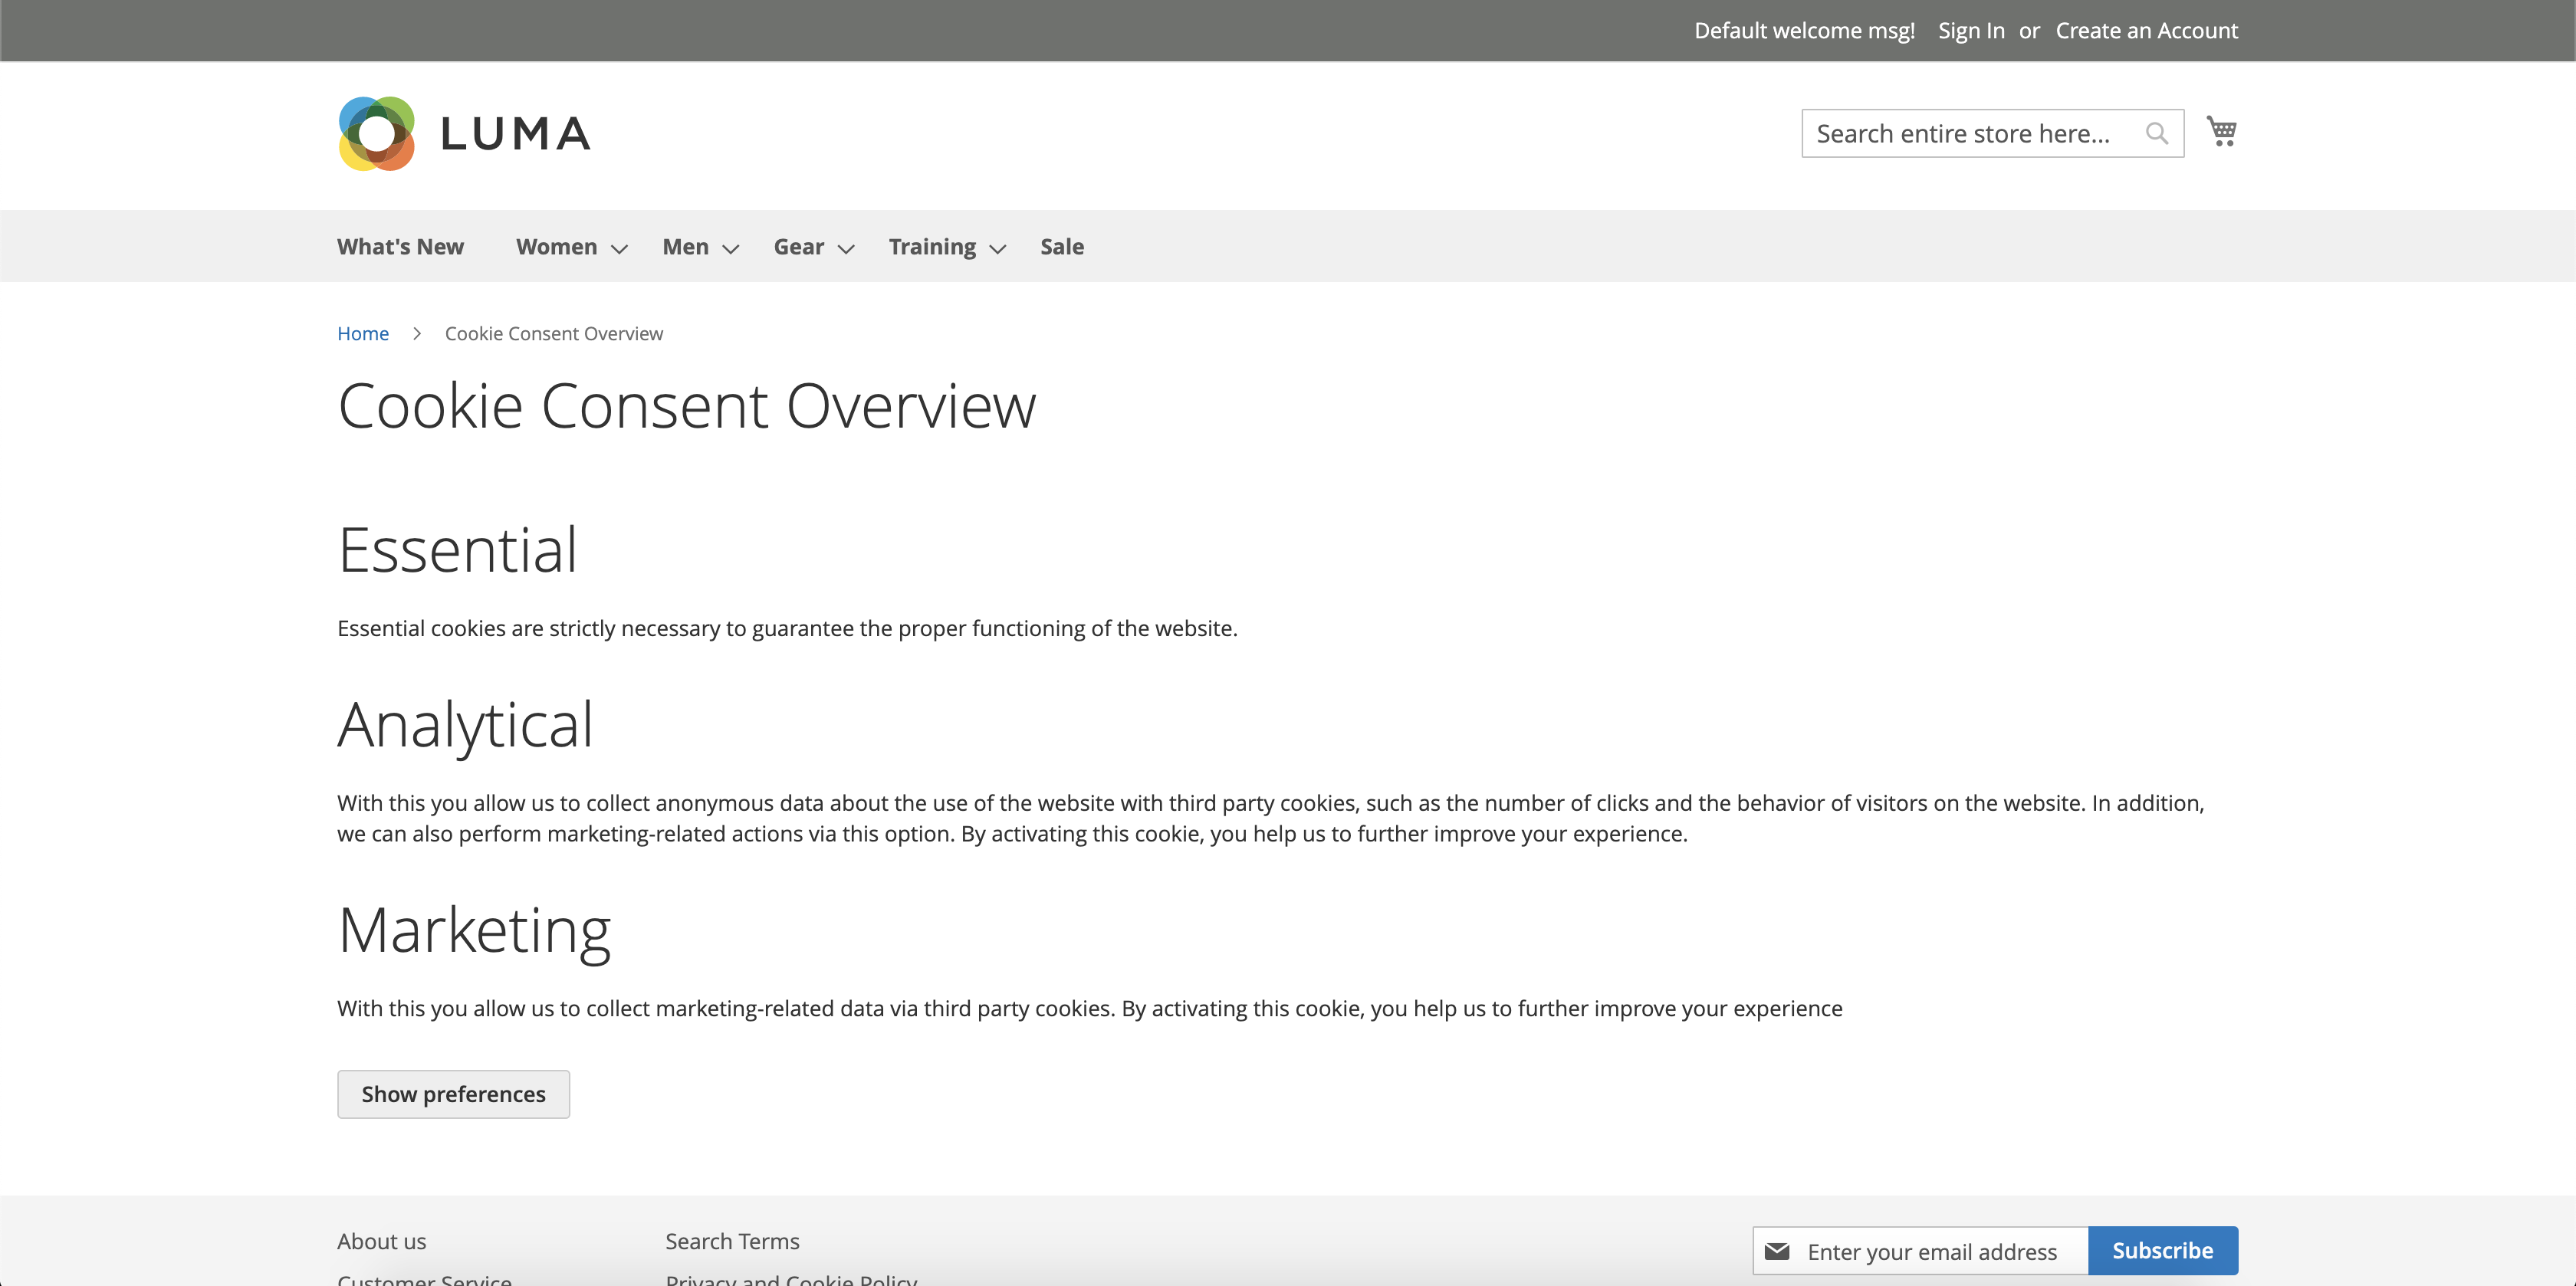 Default welcome msg! Sign In or Create an Account
LUMA
Search entire store here...
What's New Women Men Gear Training Sale
Home > Cookie Consent Overview
Cookie Consent Overview
Essential
Essential cookies are strictly necessary to guarantee the proper functioning of the website.
Analytical
With this you allow us to collect anonymous data about the use of the website with third party cookies, such as the number of clicks and the behavior of visitors on the website. In addition,
we can also perform marketing-related actions via this option. By activating this cookie, you help us to further improve your experience.
Marketing
With this you allow us to collect marketing-related data via third party cookies. By activating this cookie, you help us to further improve your experience
Show preferences
About us Search Terms
Enter your email address Subscribe
Customer Service Privacy and Cookie Policy